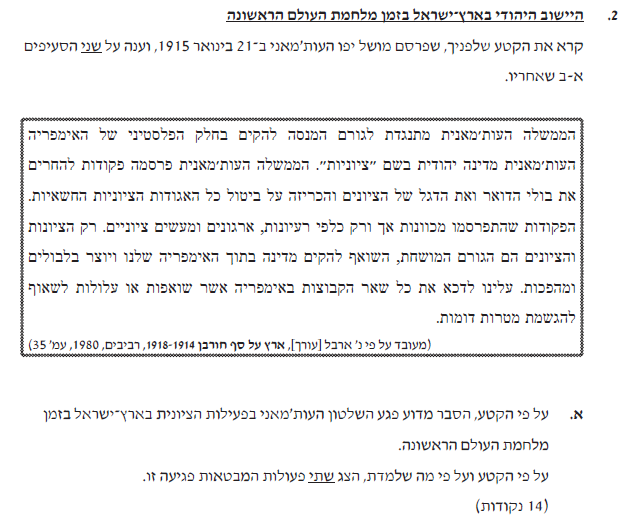 2. היישוב היהודי בארץ־ישראל בזמן מלחמת העולם הראשונה
קרא את הקטע שלפניך, שפרסם מושל יפו העות'מאני ב־21 בינואר 1915, וענה על שני הסעיפים
א-ב שאחריו.
הממשלה העות'מאנית מתנגדת לגורם המנסה להקים בחלק הפלסטיני של האימפריה
העות'מאנית מדינה יהודית בשם "ציוניות". הממשלה העות'מאנית פרסמה פקודות להחרים
את בולי הדואר ואת הדגל של הציונים והכריזה על ביטול כל האגודות הציוניות החשאיות.
הפקודות שהתפרסמו מכוונות אך ורק כלפי רעיונות, ארגונים ומעשים ציוניים. רק הציונות
והציונים הם הגורם המושחת, השואף להקים מדינה בתוך האימפריה שלנו ויוצר בלבולים
ומהפכות. עלינו לדכא את כל שאר הקבוצות באימפריה אשר שואפות או עלולות לשאוף
להגשמת מטרות דומות.
(מעובד על פי נ' ארבל [עורך], ארץ על סף חורבן 1914-1918, רביבים, 1980, עמ' 35)
א. על פי הקטע, הסבר מדוע פגע השלטון העות'מאני בפעילות הציונית בארץ־ישראל בזמן
מלחמת העולם הראשונה.
על פי הקטע ועל פי מה שלמדת, הצג שתי פעולות המבטאות פגיעה זו.
(14 נקודות)